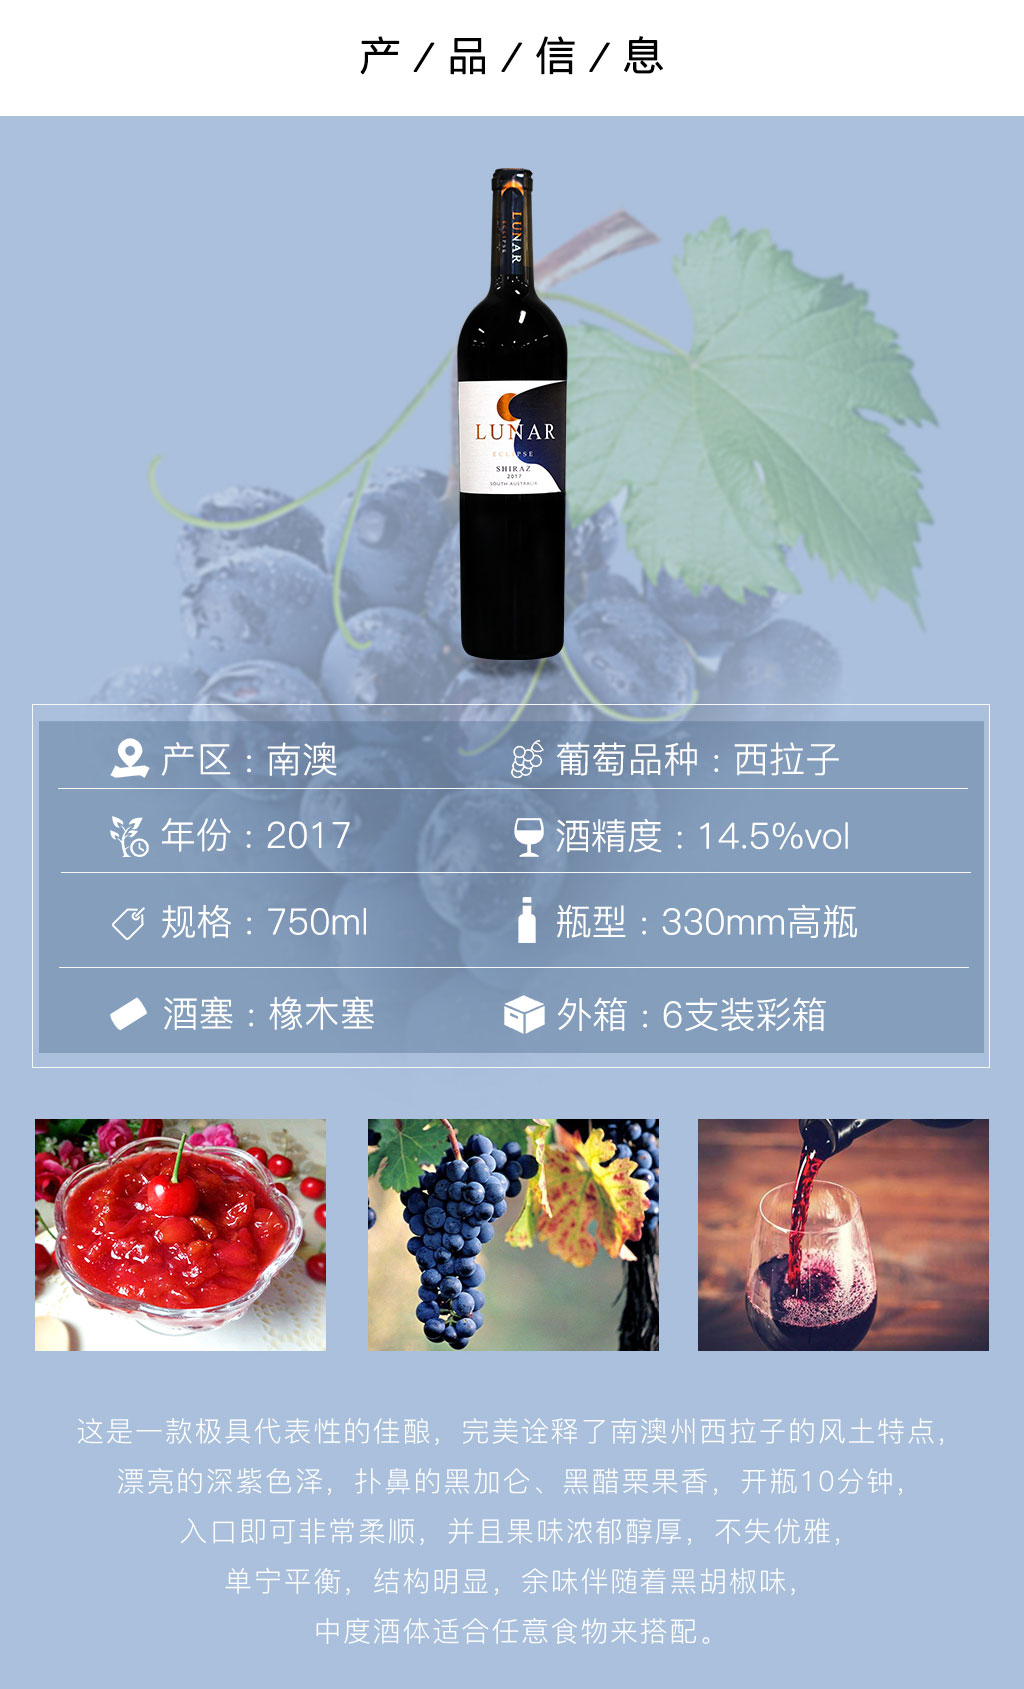 产/品/信/息
LUNAR
LUNAR
ECLIPSE
SHIRAZ
2017
SOUTH AUSTRALIA
产区：南澳
葡萄品种：西拉子
年份：2017
酒精度：14.5%vol
规格：750ml
瓶型：330mm高瓶
酒塞：橡木塞
外箱：6支装彩箱
这是一款极具代表性的佳酿，完美诠释了南澳州西拉子的风土特点，
漂亮的深紫色泽，扑鼻的黑加仑、黑醋栗果香，开瓶10分钟，
入口即可非常柔顺，并且果味浓郁醇厚，不失优雅，
单宁平衡，结构明显，余味伴随着黑胡椒味，
中度酒体适合任意食物来搭配。